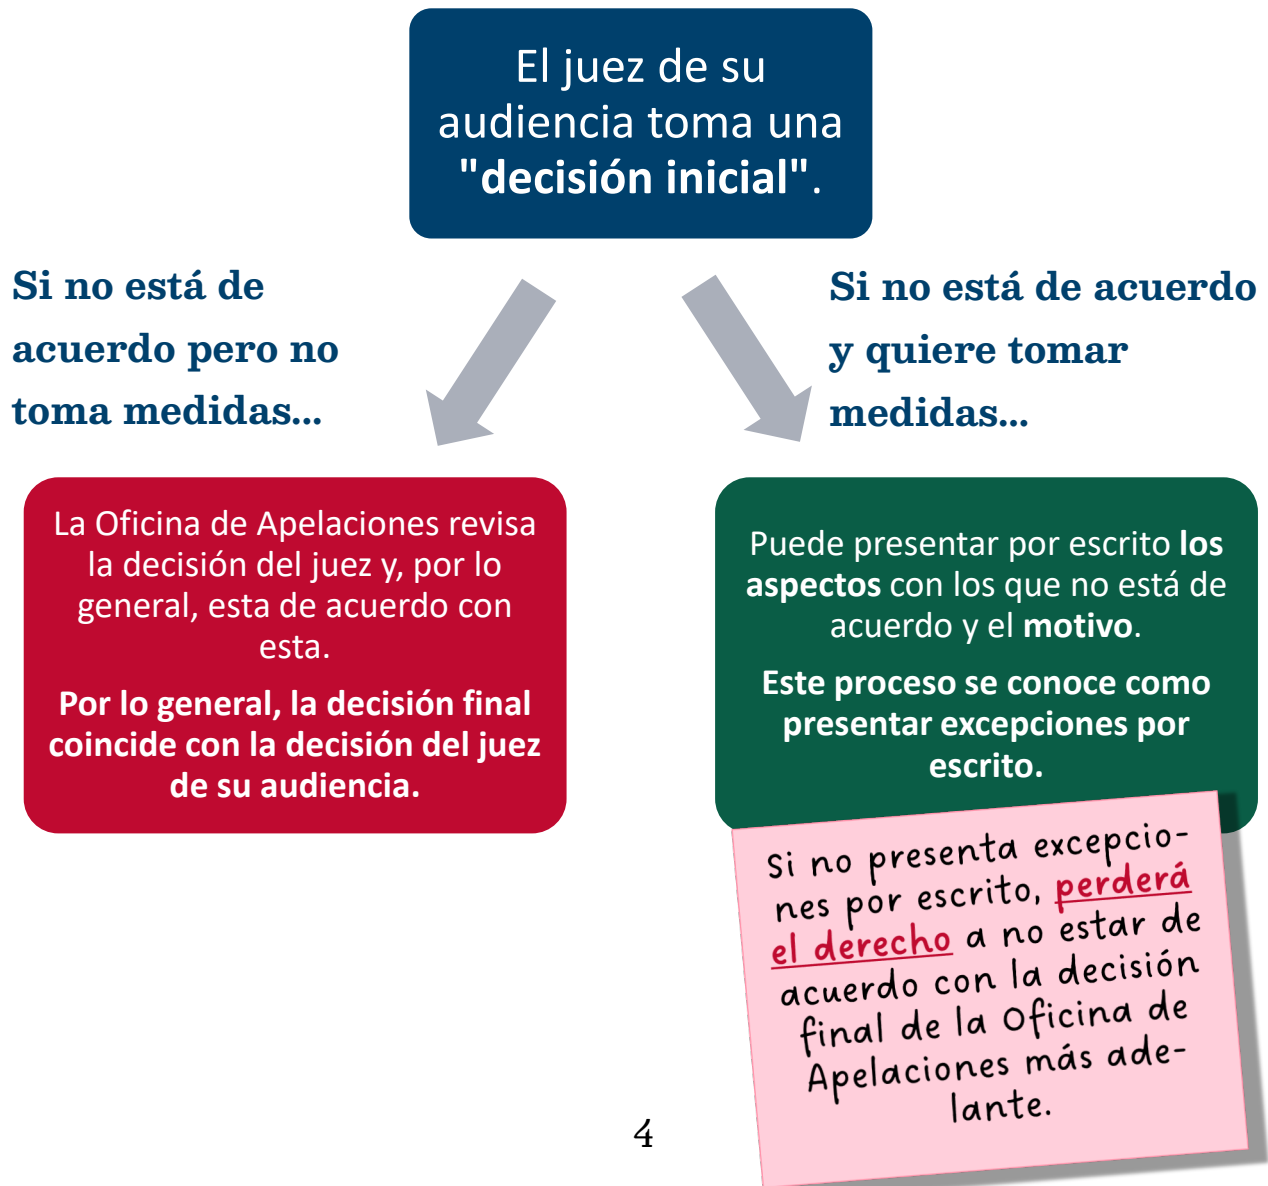 El juez de su
audiencia toma una
"decisión inicial".
Si no está de
acuerdo pero no
toma medidas...
Si no está de acuerdo
y quiere tomar
medidas...
La Oficina de Apelaciones revisa
la decisión del juez y, por lo
general, esta de acuerdo con
esta.
Por lo general, la decisión final
coincide con la decisión del juez
de su audiencia.
Puede presentar por escrito los
aspectos con los que no está de
acuerdo y el motivo.
Este proceso se conoce como
presentar excepciones por
escrito.
Si no presenta excepcio-
nes por escrito, perderá
el derecho a no estar de
acuerdo con la decisión
final de la Oficina de
Apelaciones más ade-
lante.
4